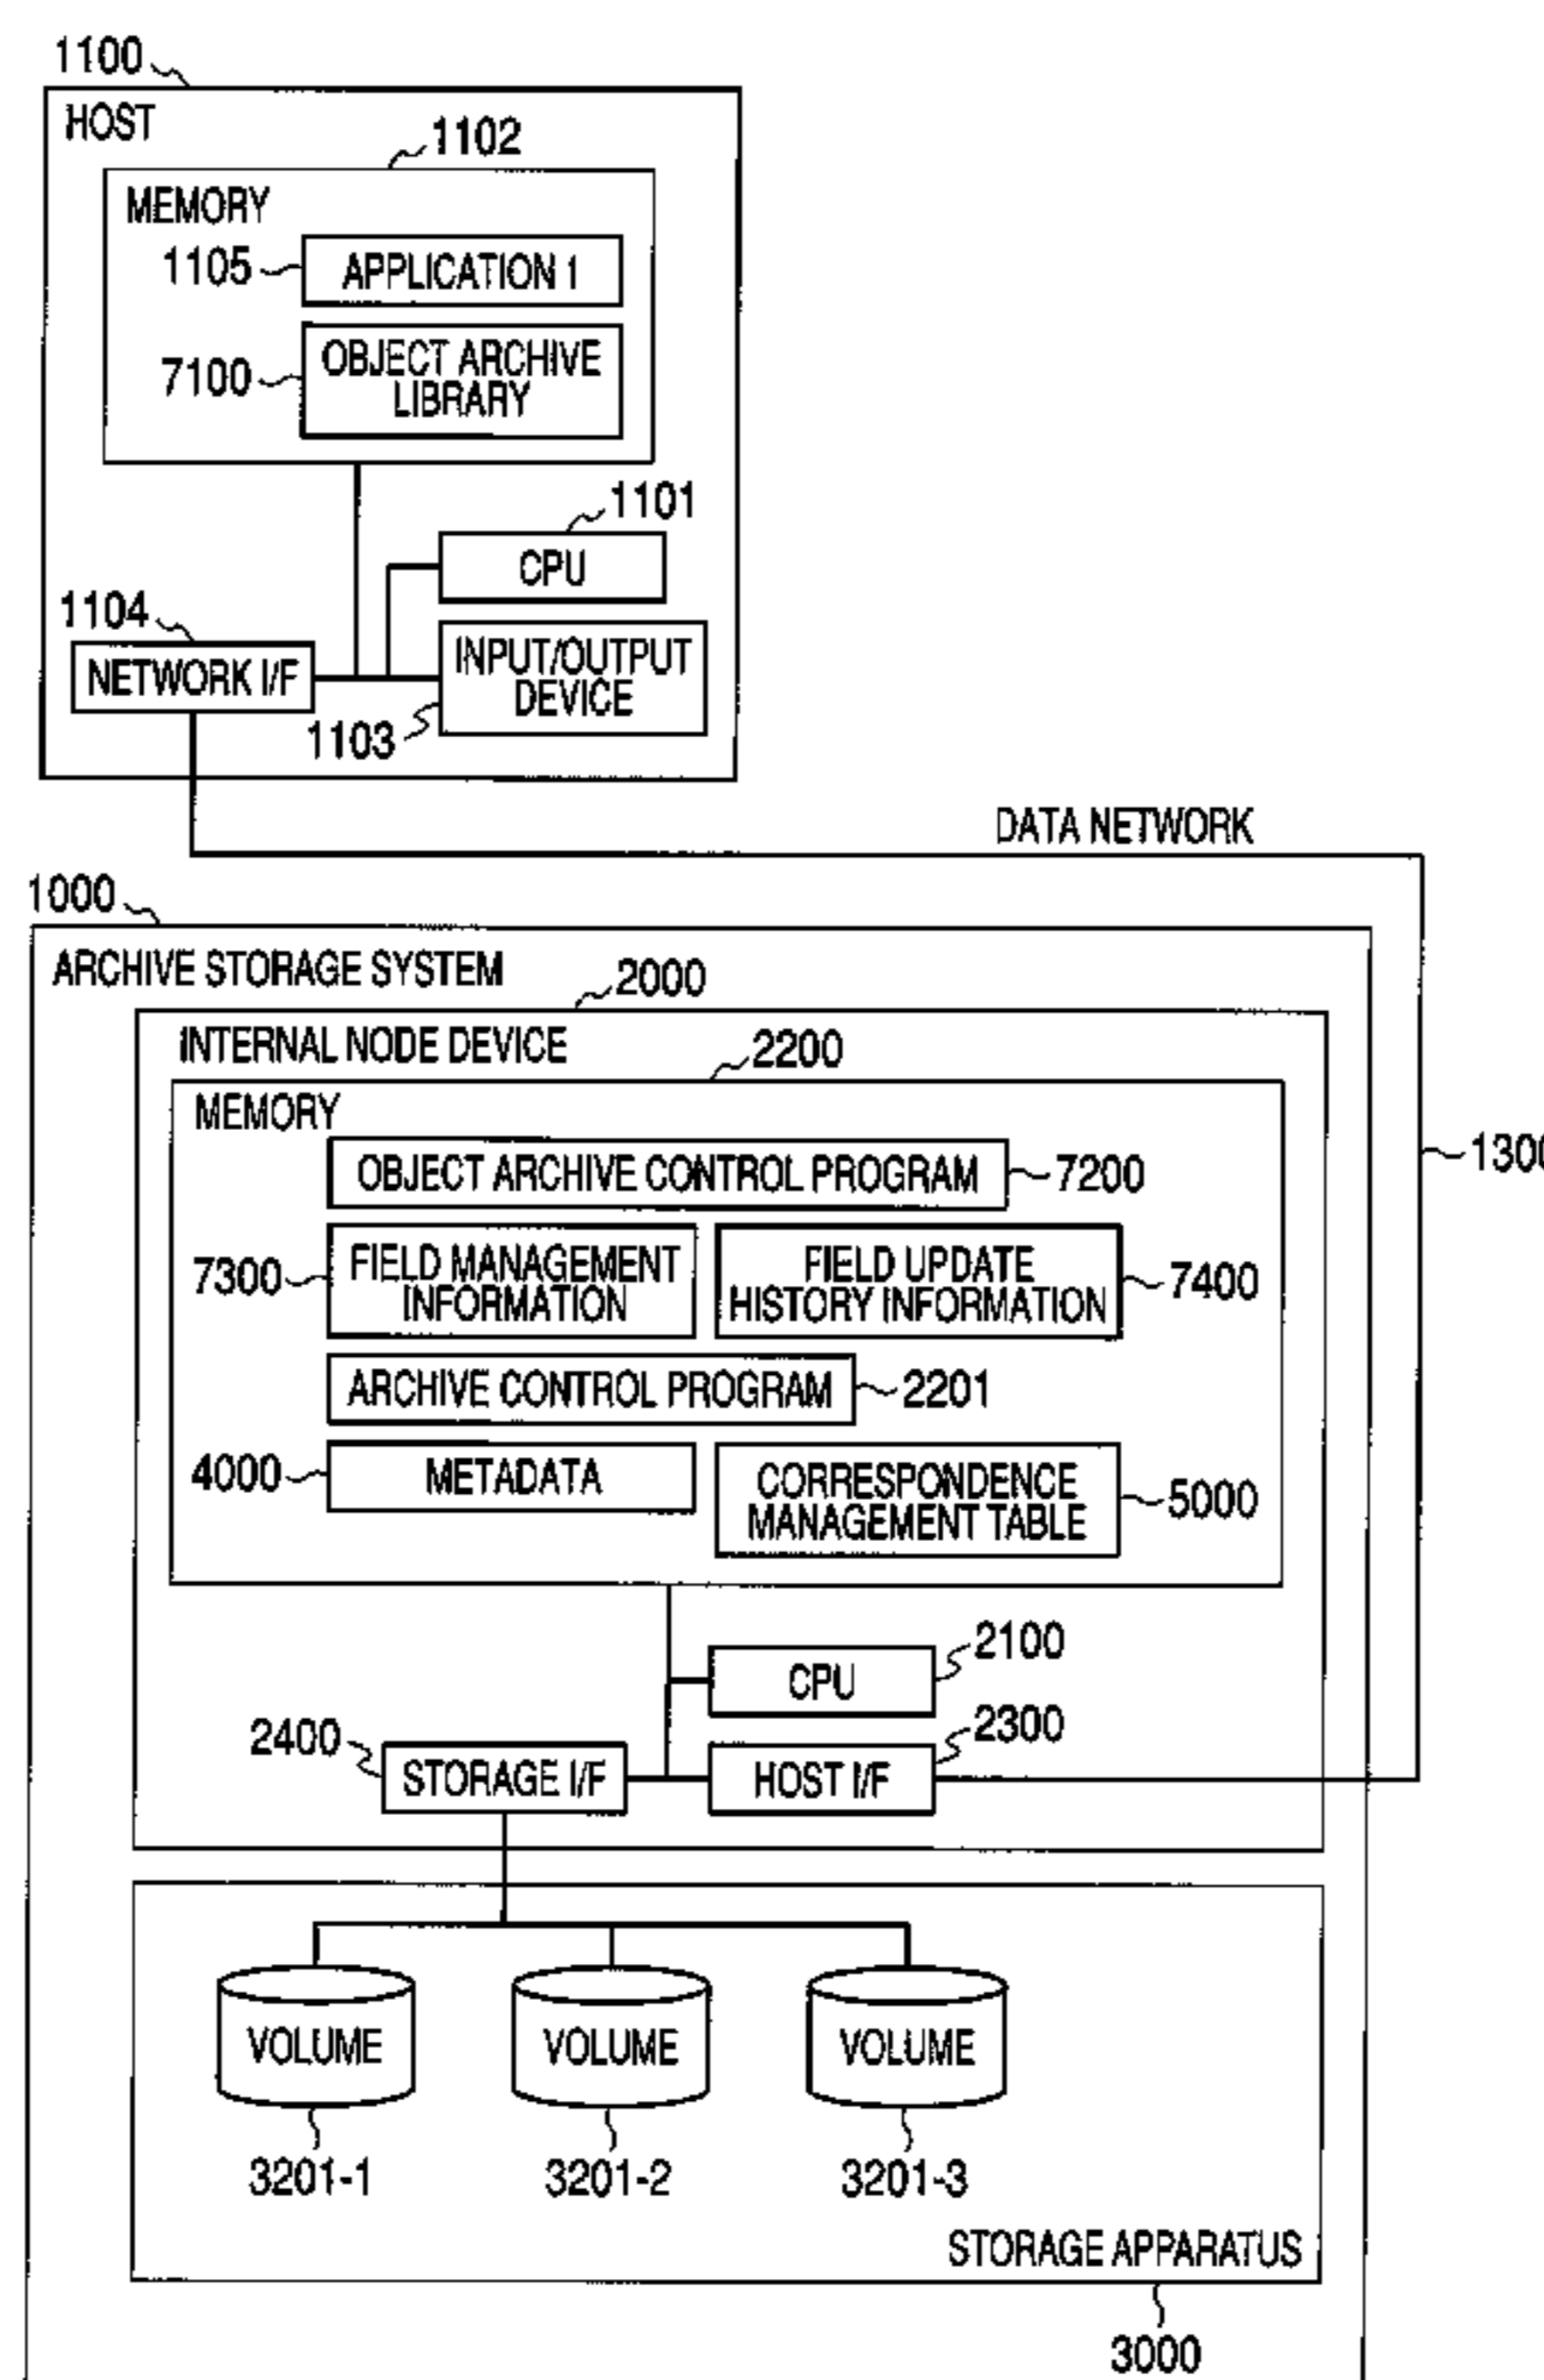 1100
HOST
1102
MEMORY
1105
APPLICATION 1
7100
OBJECT ARCHIVE
LIBRARY
1101
CPU
1104
NETWORK I/F
INPUT/OUTPUT
DEVICE
1103
DATA NETWORK
1000
ARCHIVE STORAGE SYSTEM
2000
INTERNAL NODE DEVICE
2200
MEMORY
OBJECT ARCHIVE CONTROL PROGRAM
7200
1300
7300
FIELD MANAGEMENT
INFORMATION
FIELD UPDATE
HISTORY INFORMATION
7400
ARCHIVE CONTROL PROGRAM
2201
4000
METADATA
CORRESPONDENCE
MANAGEMENT TABLE
5000
2100
CPU
2400
STORAGE I/F
2300
HOST I/F
VOLUME
VOLUME
VOLUME
3201-1
3201-2
3201-3
STORAGE APPARATUS
3000